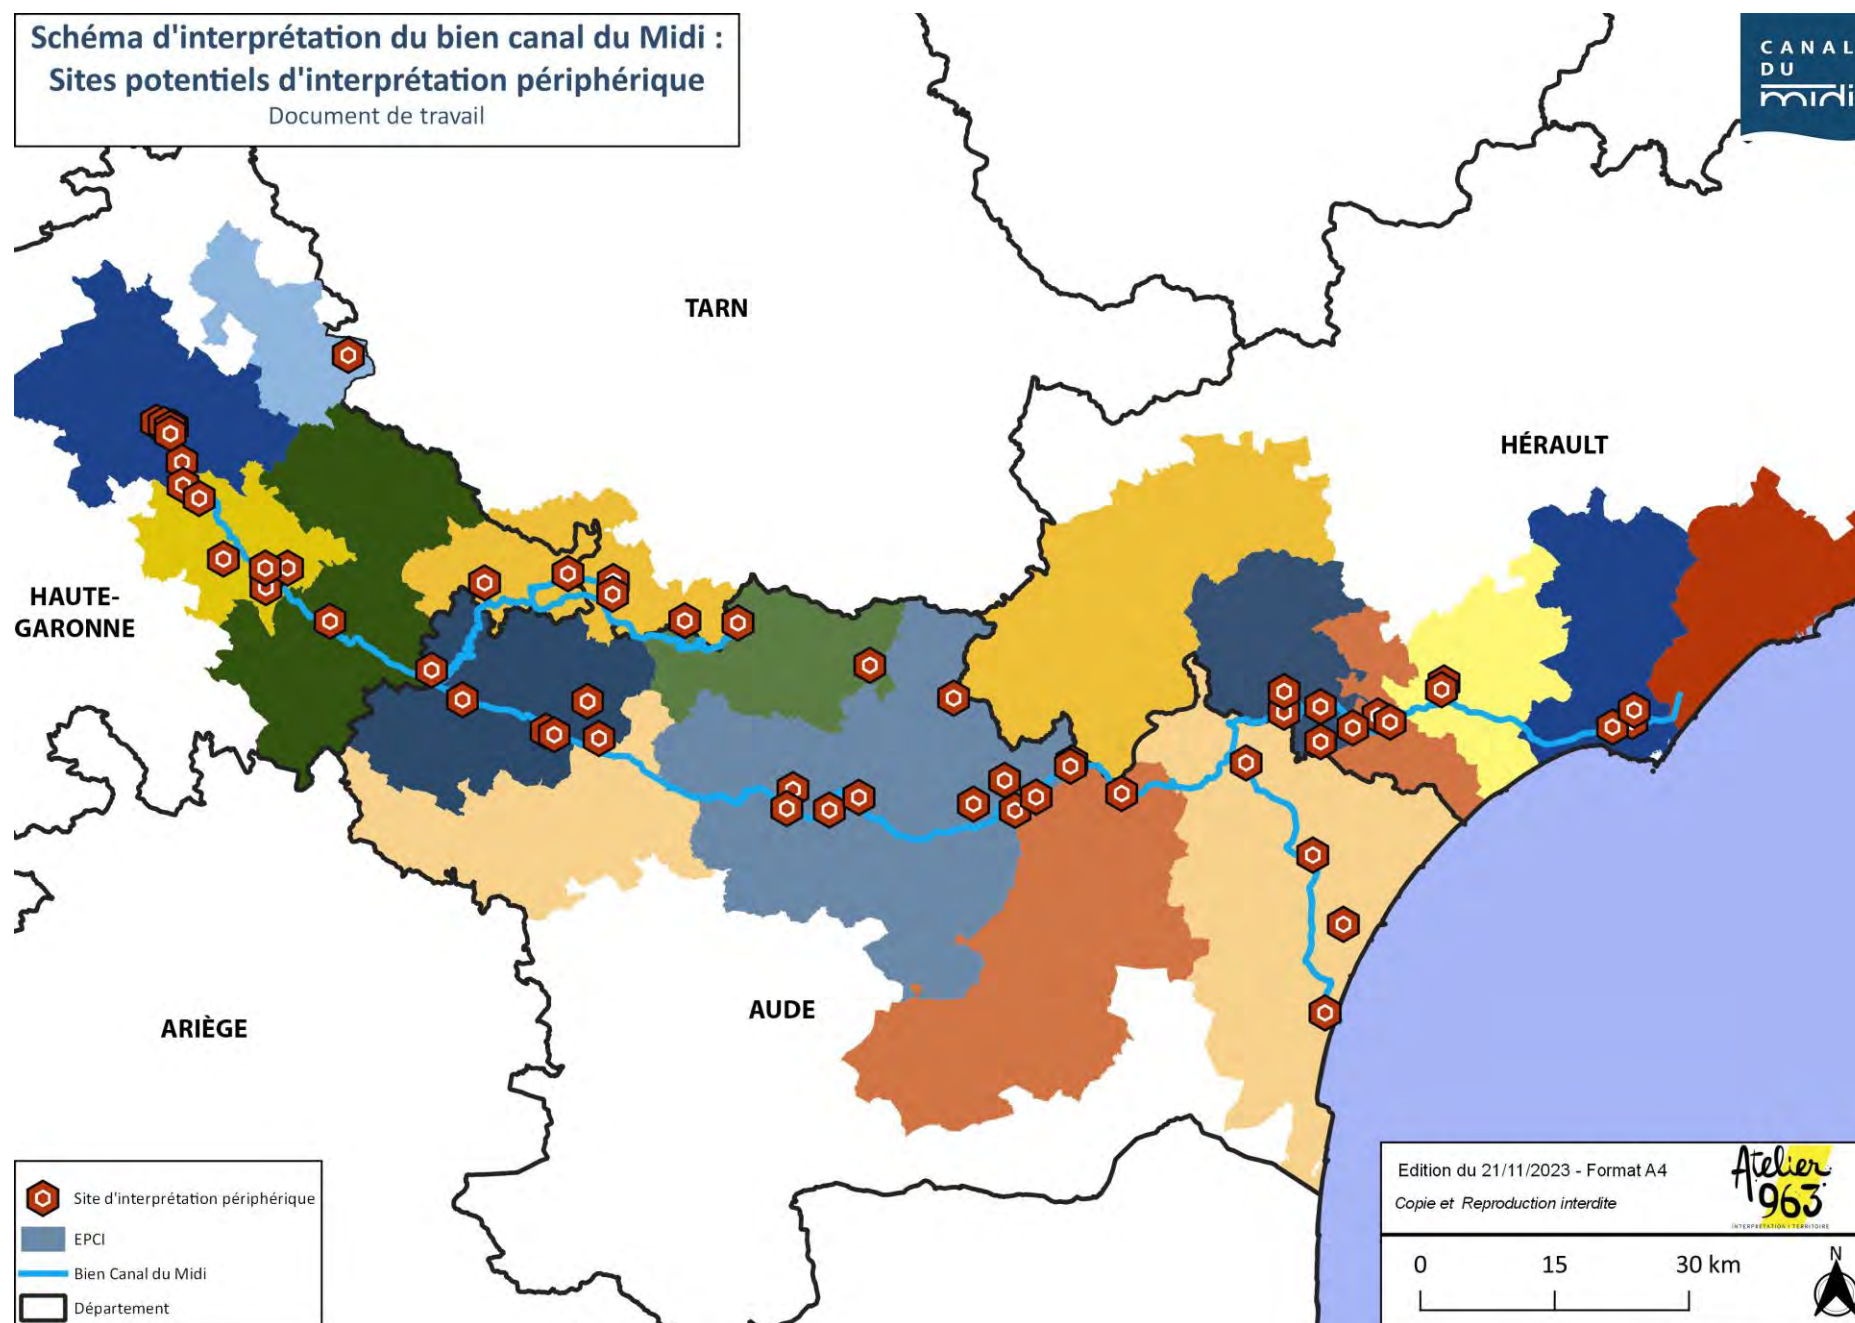 Schéma d'interprétation du bien canal du Midi :
Sites potentiels d'interprétation périphérique
Document de travail
CANAL
DU
midi
TARN
HÉRAULT
HAUTE-
GARONNE
ARIÈGE
AUDE
Site d'interprétation périphérique
EPCI
Bien Canal du Midi
Département
Edition du 21/11/2023 - Format A4
Copie et Reproduction interdite
Atelier
963
INTERPRÉTATION & TERRITOIRE
0 15 30 km
N